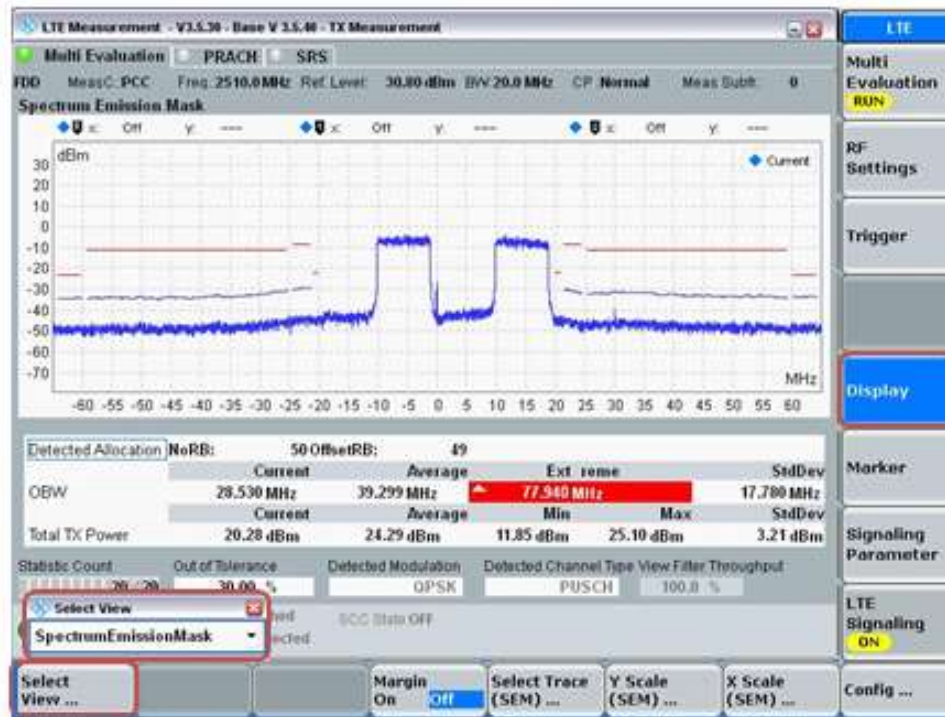 LTE Measurement - V3.5.30 - Base V 3.5.40 - TX Measurement
LTE
Multi Evaluation PRACH SRS
FDD MeasC: PCC Freq: 2510.0 MHz Ref. Level: 30.80 dBm BW: 20.0 MHz CP: Normal Meas Subfr.: 0
Spectrum Emission Mask
x: Off y: --- x: Off y: --- x: Off y: ---
dBm
Current
30
20
10
0
-10
-20
-30
-40
-50
-60
-70
MHz
-60 -55 -50 -45 -40 -35 -30 -25 -20 -15 -10 -5 0 5 10 15 20 25 30 35 40 45 50 55 60
Detected Allocation NoRB: 50 OffsetRB: 49
Current Average Ext reme StdDev
OBW 28.530 MHz 39.299 MHz 77.940 MHz 17.780 MHz
Current Average Min Max StdDev
Total TX Power 20.28 dBm 24.29 dBm 11.85 dBm 25.10 dBm 3.21 dBm
Statistic Count Out of Tolerance Detected Modulation Detected Channel Type View Filter Throughput
20 / 20 30.00 % QPSK PUSCH 100.0 %
Select View
SpectrumEmissionMask
SCC State OFF
Select View ...
Margin On Off
Select Trace (SEM) ...
Y Scale (SEM) ...
X Scale (SEM) ...
Multi Evaluation
RUN
RF Settings
Trigger
Display
Marker
Signaling Parameter
LTE Signaling
ON
Config ...